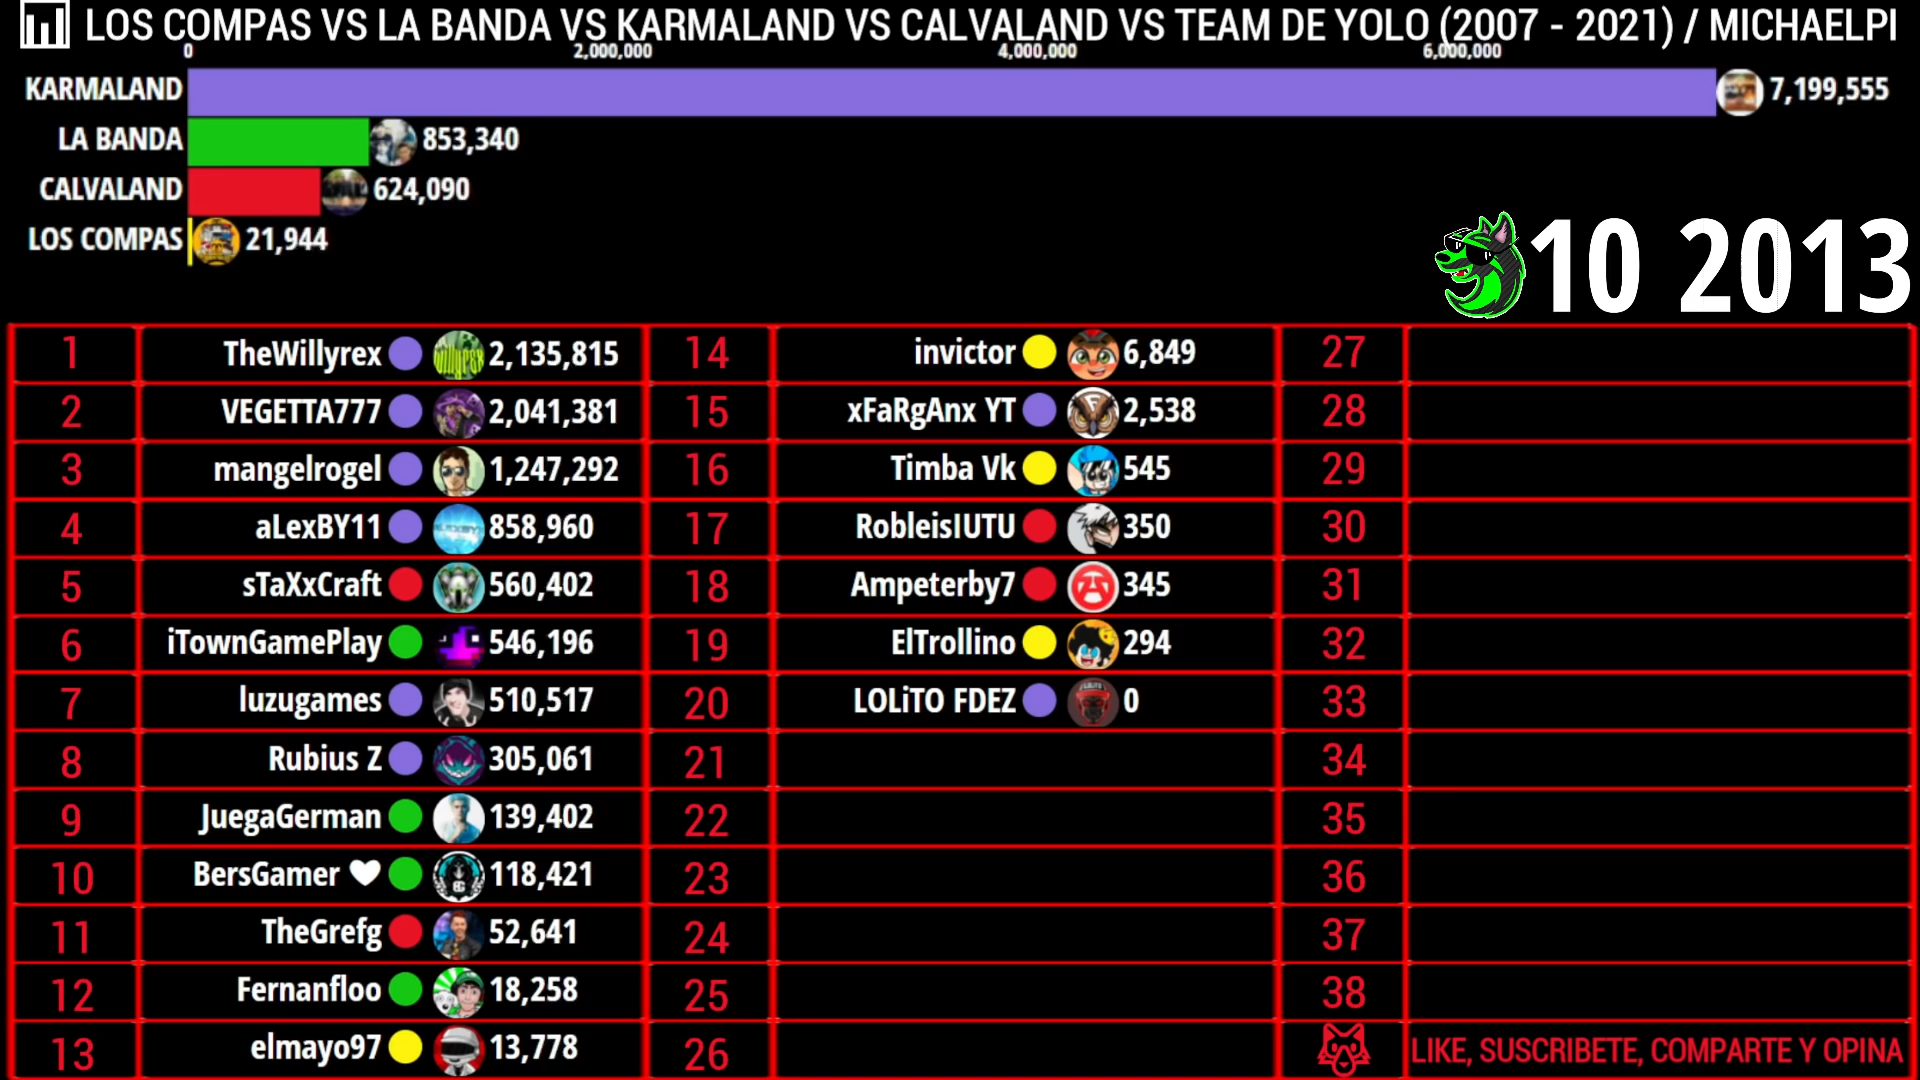 LOS COMPAS VS LA BANDA VS KARMALAND VS CALVALAND VS TEAM DE YOLO (2007 - 2021) / MICHAELPI
0 2,000,000 4,000,000 6,000,000
KARMALAND 7,199,555
LA BANDA 853,340
CALVALAND 624,090
LOS COMPAS 21,944
10 2013
1 TheWillyrex 2,135,815 14 invictor 6,849 27
2 VEGETTA777 2,041,381 15 xFaRgAnx YT 2,538 28
3 mangelrogel 1,247,292 16 Timba Vk 545 29
4 aLexBY11 858,960 17 RobleisIUTU 350 30
5 sTaXxCraft 560,402 18 Ampeterby7 345 31
6 iTownGamePlay 546,196 19 ElTrollino 294 32
7 luzugames 510,517 20 LOLiTO FDEZ 0 33
8 Rubius Z 305,061 21 34
9 JuegaGerman 139,402 22 35
10 BersGamer 118,421 23 36
11 TheGrefg 52,641 24 37
12 Fernanfloo 18,258 25 38
13 elmayo97 13,778 26 LIKE, SUSCRIBETE, COMPARTE Y OPINA